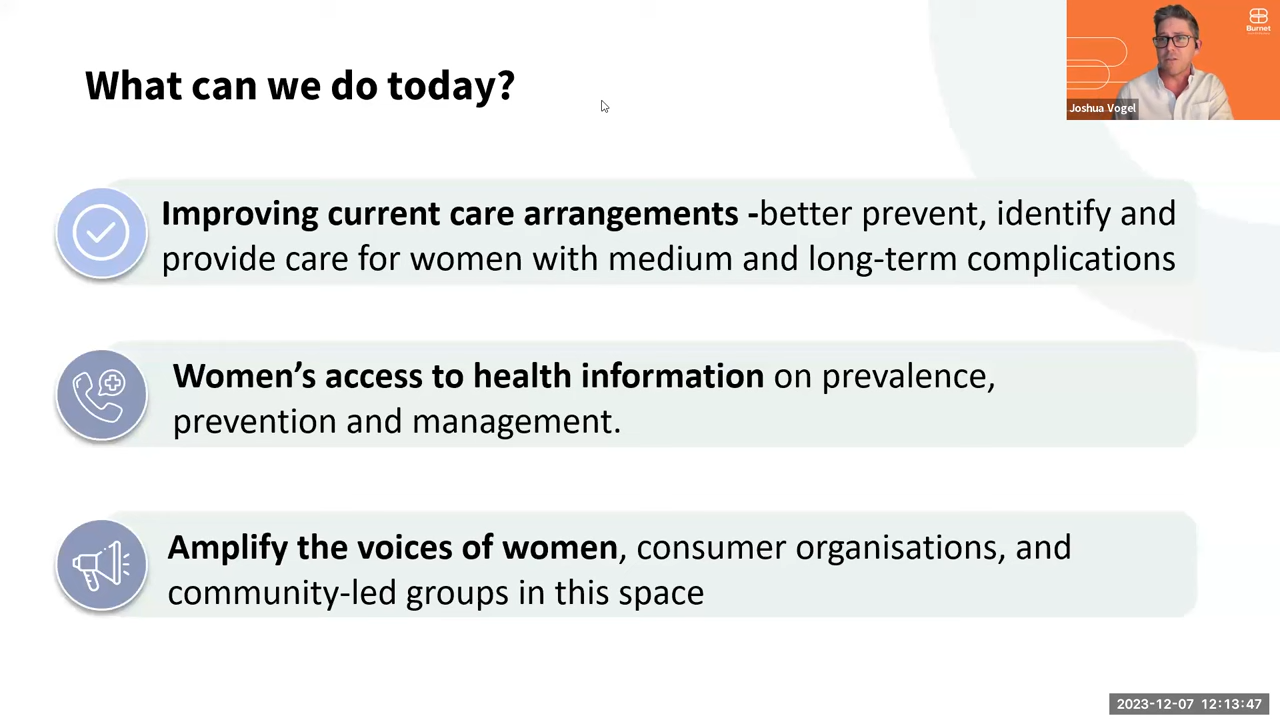 What can we do today?
Burnet
Joshua Vogel
Improving current care arrangements -better prevent, identify and
provide care for women with medium and long-term complications
Women’s access to health information on prevalence,
prevention and management.
Amplify the voices of women, consumer organisations, and
community-led groups in this space
2023-12-07 12:13:47